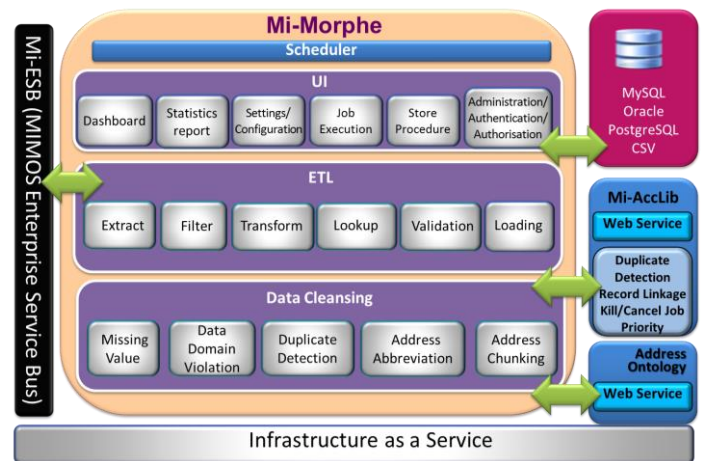 Mi-ESB (MIMOS Enterprise Service Bus)
Mi-Morphe
Scheduler
UI
Dashboard
Statistics
report
Settings/
Configuration
Job
Execution
Store
Procedure
Administration/
Authentication/
Authorisation
ETL
Extract
Filter
Transform
Lookup
Validation
Loading
Data Cleansing
Missing
Value
Data
Domain
Violation
Duplicate
Detection
Address
Abbreviation
Address
Chunking
MySQL
Oracle
PostgreSQL
CSV
Mi-AccLib
Web Service
Duplicate
Detection
Record Linkage
Kill/Cancel Job
Priority
Address
Ontology
Web Service
Infrastructure as a Service